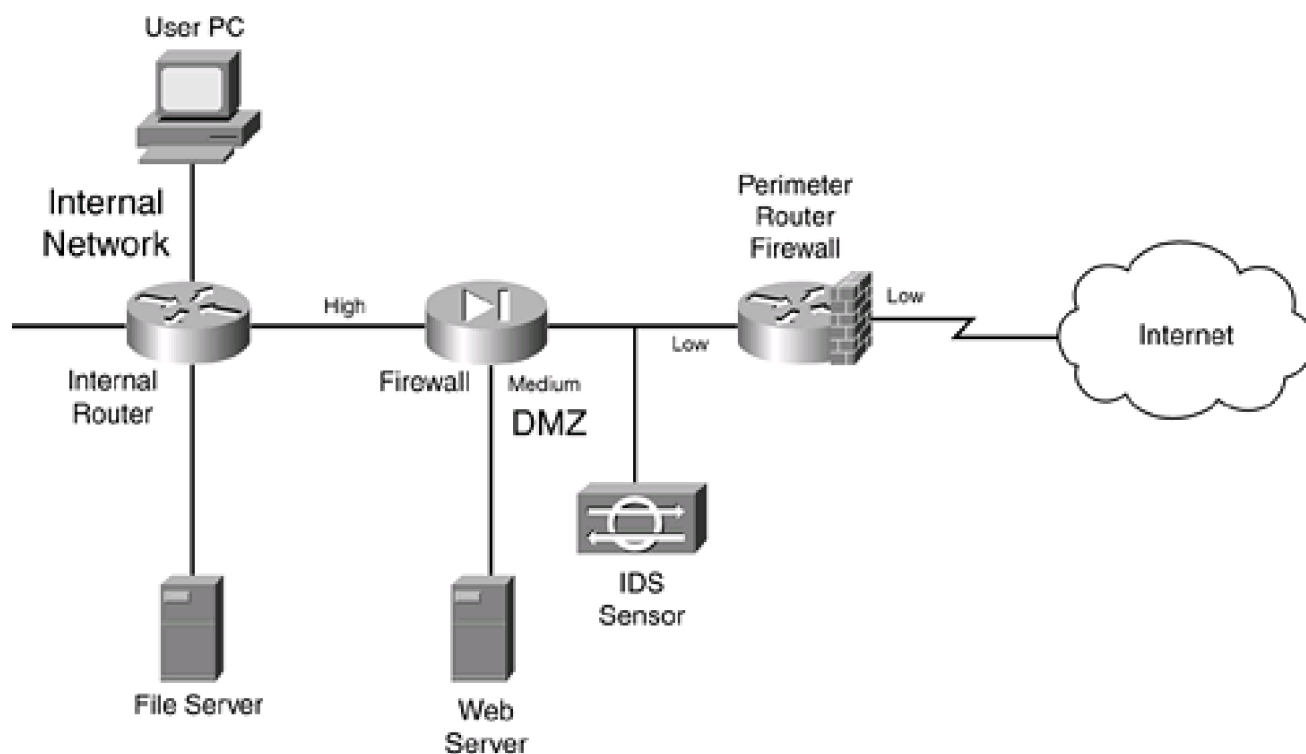 User PC
Internal
Network
Perimeter
Router
Firewall
High
Low
Low
Internet
Internal
Router
Firewall
Medium
DMZ
IDS
Sensor
File Server
Web
Server